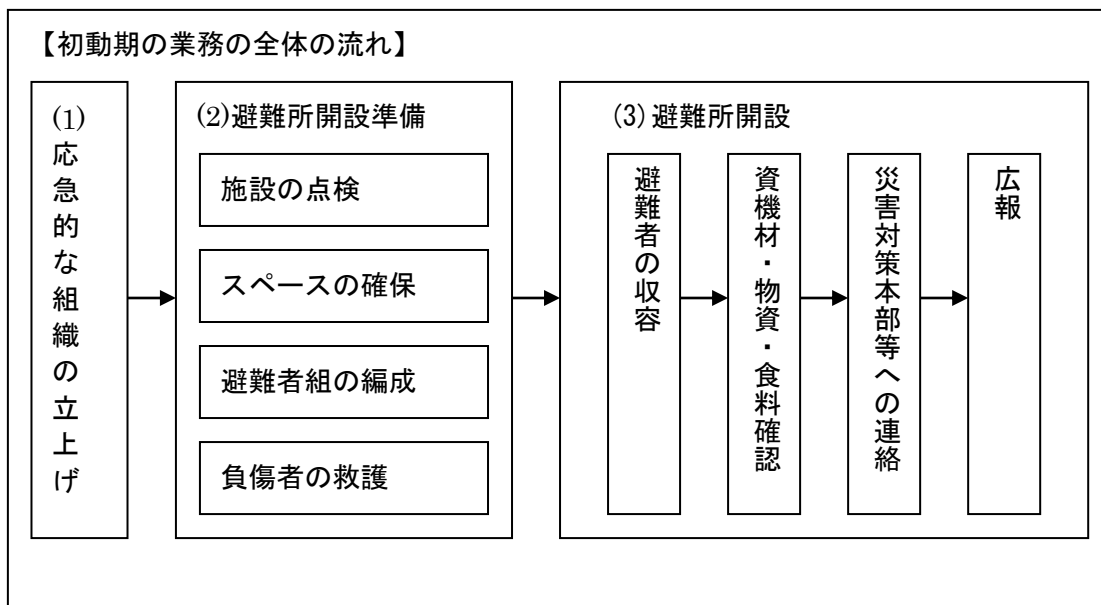 【初動期の業務の全体の流れ】
(1)応急的な組織の立上げ
(2)避難所開設準備
施設の点検
スペースの確保
避難者組の編成
負傷者の救護
(3)避難所開設
避難者の収容
資機材・物資・食料確認
災害対策本部等への連絡
広報